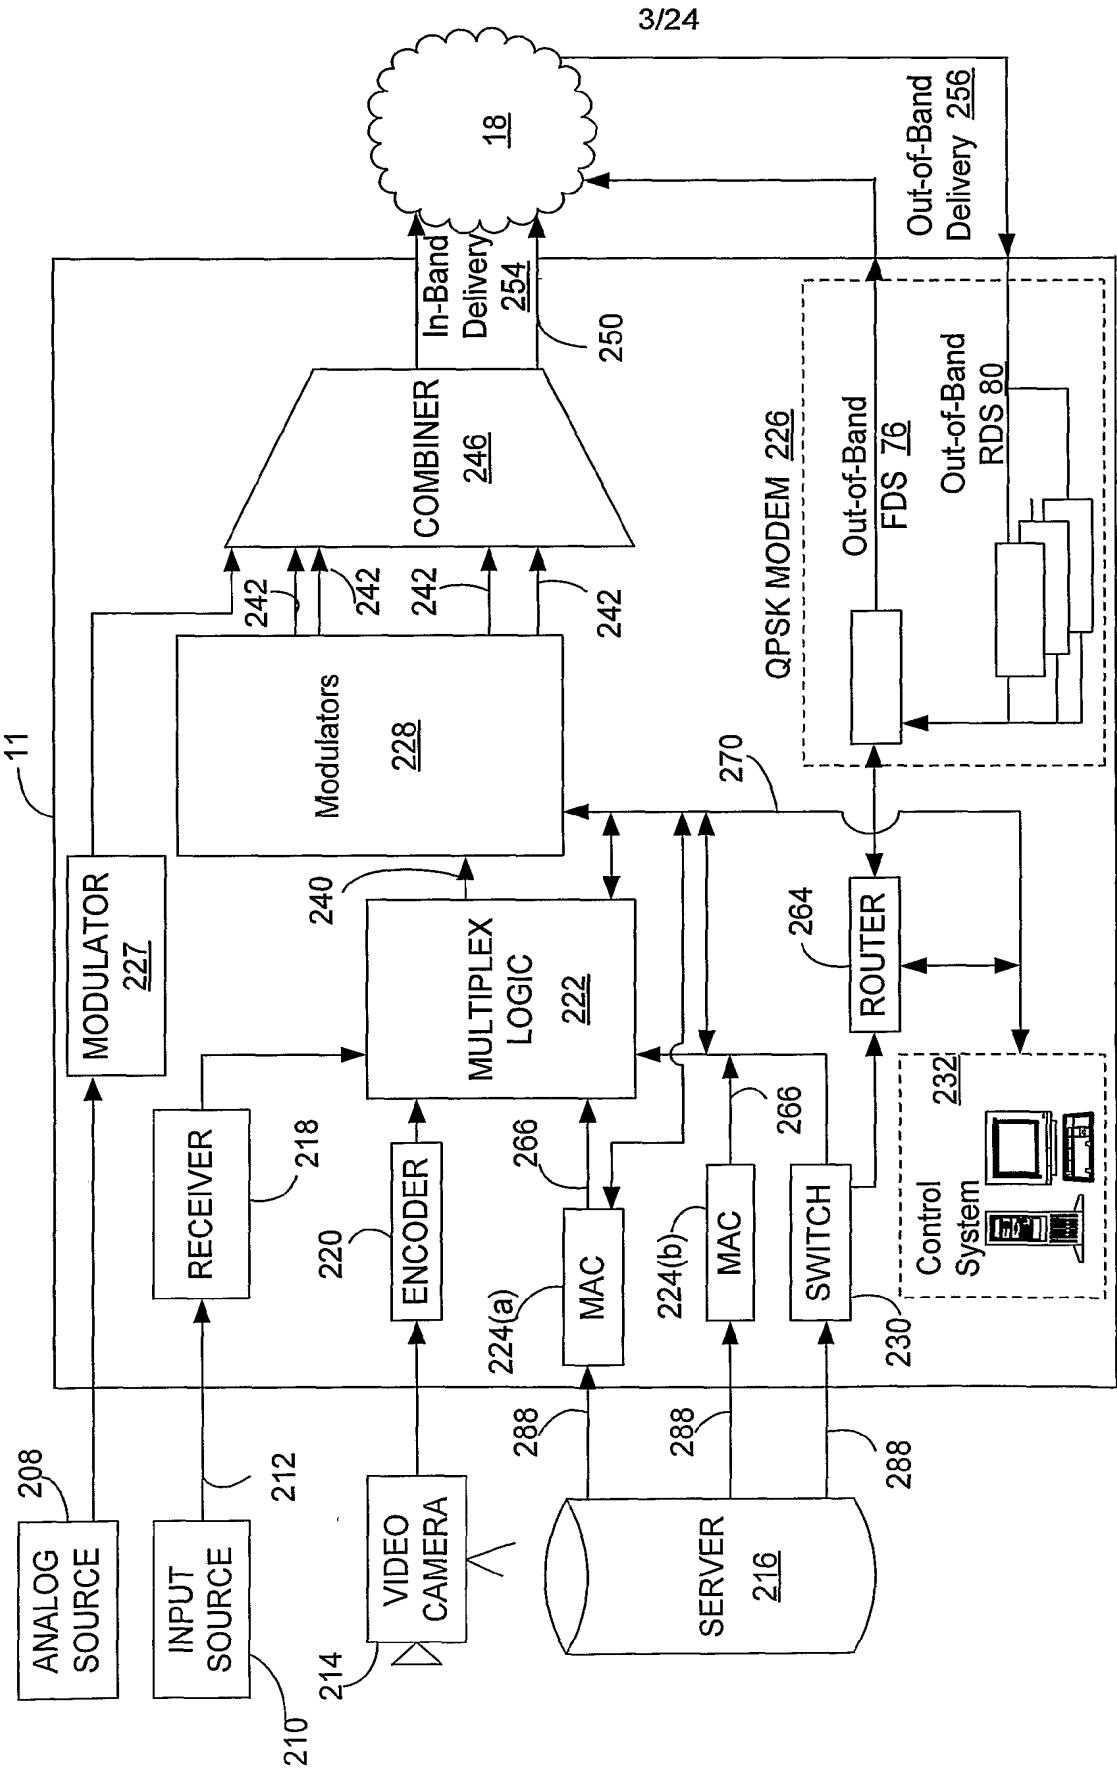 3/24
11
ANALOG
SOURCE
208
INPUT
SOURCE
210
212
VIDEO
CAMERA
214
SERVER
216
288
288
288
MODULATOR
227
RECEIVER
218
ENCODER
220
MAC
224(a)
266
MAC
224(b)
266
SWITCH
230
MULTIPLEX
LOGIC
222
240
Modulators
228
242
242
242
242
COMBINER
246
In-Band
Delivery
254
250
18
ROUTER
264
270
Control
System
232
QPSK MODEM 226
Out-of-Band
FDS 76
Out-of-Band
RDS 80
Out-of-Band
Delivery 256